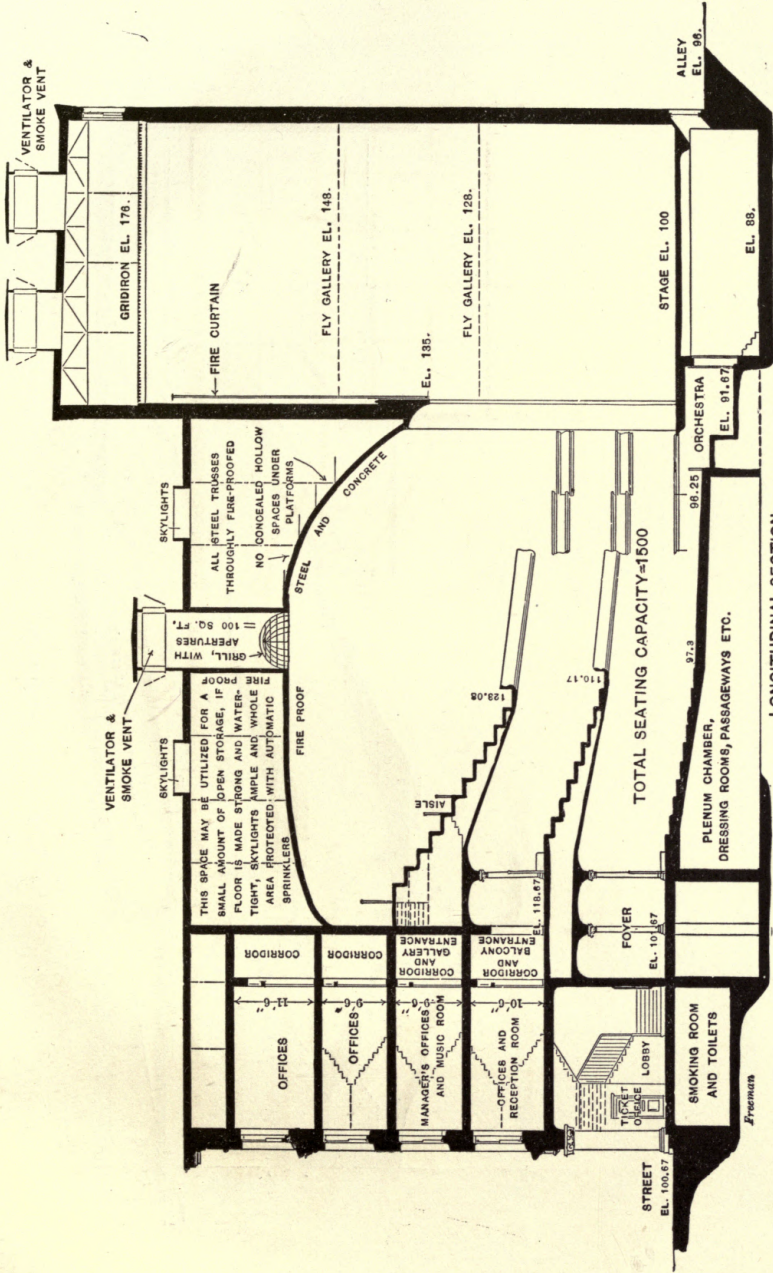 VENTILATOR &
SMOKE VENT
VENTILATOR &
SMOKE VENT
SKYLIGHTS
SKYLIGHTS
THIS SPACE MAY BE UTILIZED FOR A
SMALL AMOUNT OF OPEN STORAGE, IF
FLOOR IS MADE STRONG AND WATER-
TIGHT, SKYLIGHTS AMPLE AND WHOLE
AREA PROTECTED WITH AUTOMATIC
SPRINKLERS
FIRE PROOF
GRILL, WITH
APERTURES
= 100 SQ. FT.
ALL STEEL TRUSSES
THROUGHLY FIRE-PROOFED
NO CONCEALED HOLLOW
SPACES UNDER
PLATFORMS
FIRE PROOF
STEEL AND CONCRETE
GRIDIRON EL. 176.
FIRE CURTAIN
FLY GALLERY EL. 148.
EL. 135.
FLY GALLERY EL. 128.
STAGE EL. 100
ALLEY
EL. 96.
EL. 88.
ORCHESTRA
EL. 91.67
96.25
97.3
TOTAL SEATING CAPACITY=1500
110.17
123.08
AISLE
EL. 118.67
FOYER
EL. 101.67
PLENUM CHAMBER,
DRESSING ROOMS, PASSAGEWAYS ETC.
OFFICES
11' 6"
CORRIDOR
OFFICES
9' 6"
CORRIDOR
MANAGER'S OFFICES
AND MUSIC ROOM
9' 6"
CORRIDOR
AND
GALLERY
ENTRANCE
OFFICES AND
RECEPTION ROOM
10' 6"
CORRIDOR
AND
BALCONY
ENTRANCE
TICKET
OFFICE
LOBBY
STREET
EL. 100.67
SMOKING ROOM
AND TOILETS
Freeman
LONGITUDINAL SECTION